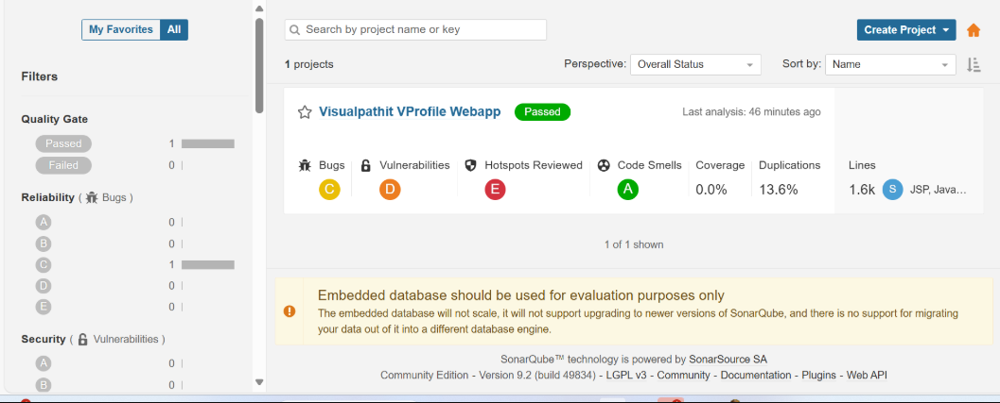 My Favorites All
Filters
Quality Gate
Passed 1
Failed 0
Reliability ( Bugs )
A 0
B 0
C 1
D 0
E 0
Security ( Vulnerabilities )
A 0
B 0
Search by project name or key
Create Project
1 projects
Perspective: Overall Status
Sort by: Name
Visualpathit VProfile Webapp Passed
Last analysis: 46 minutes ago
Bugs Vulnerabilities Hotspots Reviewed Code Smells Coverage Duplications Lines
C D E A 0.0% 13.6% 1.6k S JSP, Java…
1 of 1 shown
Embedded database should be used for evaluation purposes only
The embedded database will not scale, it will not support upgrading to newer versions of SonarQube, and there is no support for migrating
your data out of it into a different database engine.
SonarQube™ technology is powered by SonarSource SA
Community Edition - Version 9.2 (build 49834) - LGPL v3 - Community - Documentation - Plugins - Web API